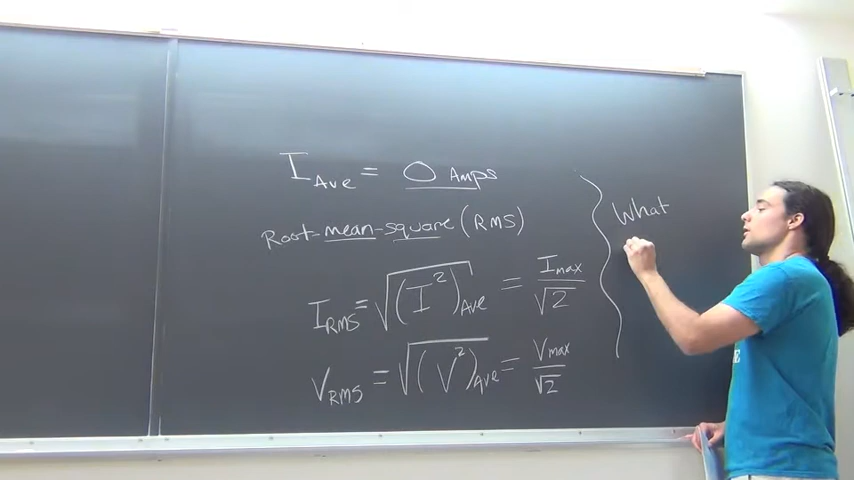 I_Ave = 0 Amps
Root-mean-square (RMS)
I_RMS = √(I²)_Ave = I_max/√2
V_RMS = √(V²)_Ave = V_max/√2
What